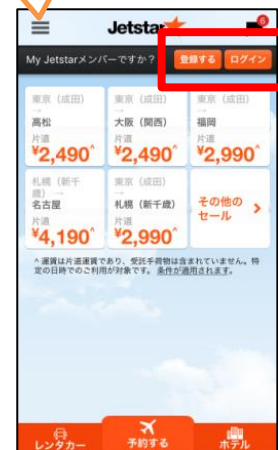 Jetstar
6
My Jetstarメンバーですか?
登録する
ログイン
東京（成田）
→
高松
片道
¥2,490^
東京（成田）
→
大阪（関西）
片道
¥2,490^
東京（成田）
→
福岡
片道
¥2,990^
札幌（新千
歳）→
名古屋
片道
¥4,190^
東京（成田）
→
札幌（新千歳）
片道
¥2,990^
その他の
セール
^ 運賃は片道運賃であり、受託手荷物は含まれていません。特
定の日時でのご利用が対象です。 条件が適用されます。
レンタカー
予約する
ホテル